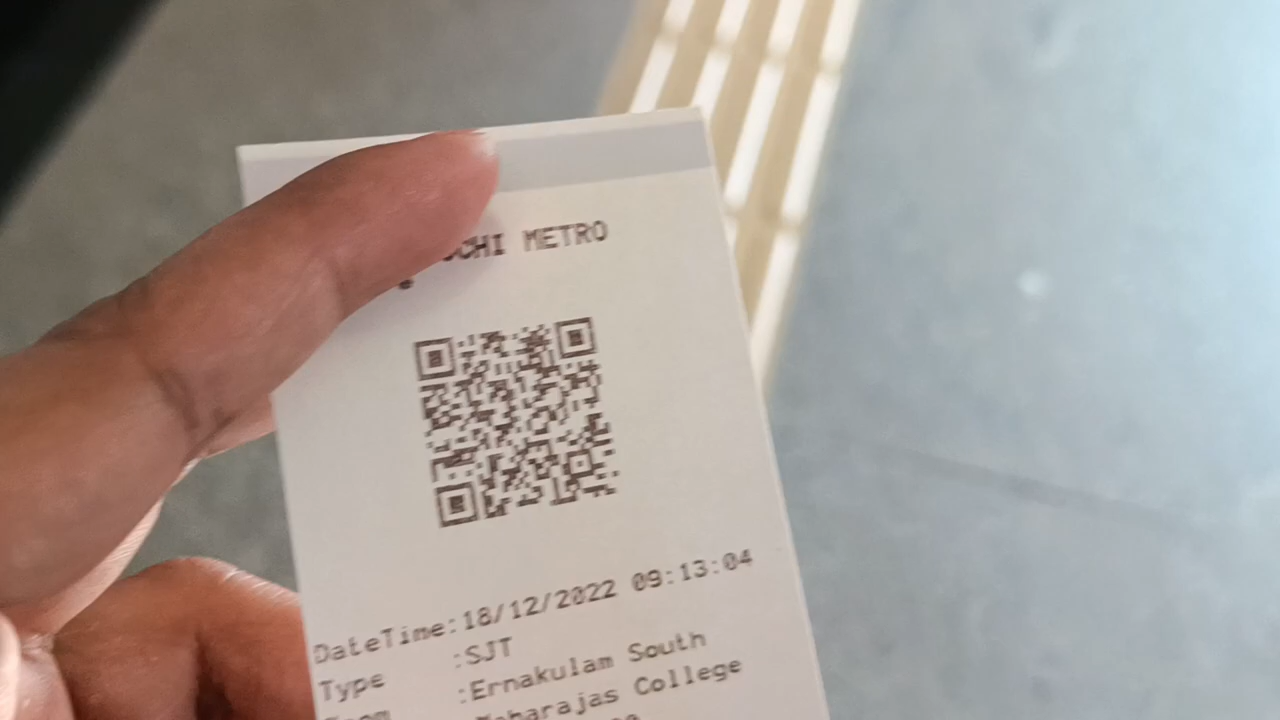 METRO
DateTime:18/12/2022 09:13:04
Type :SJT
:Ernakulam South
Maharajas College